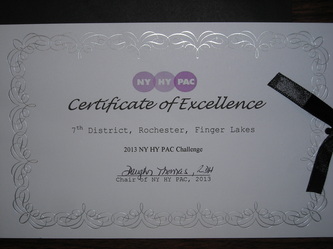 NY HY PAC
Certificate of Excellence
7th District, Rochester, Finger Lakes
2013 NY HY PAC Challenge
Thomas,
Chair of NY HY PAC, 2013